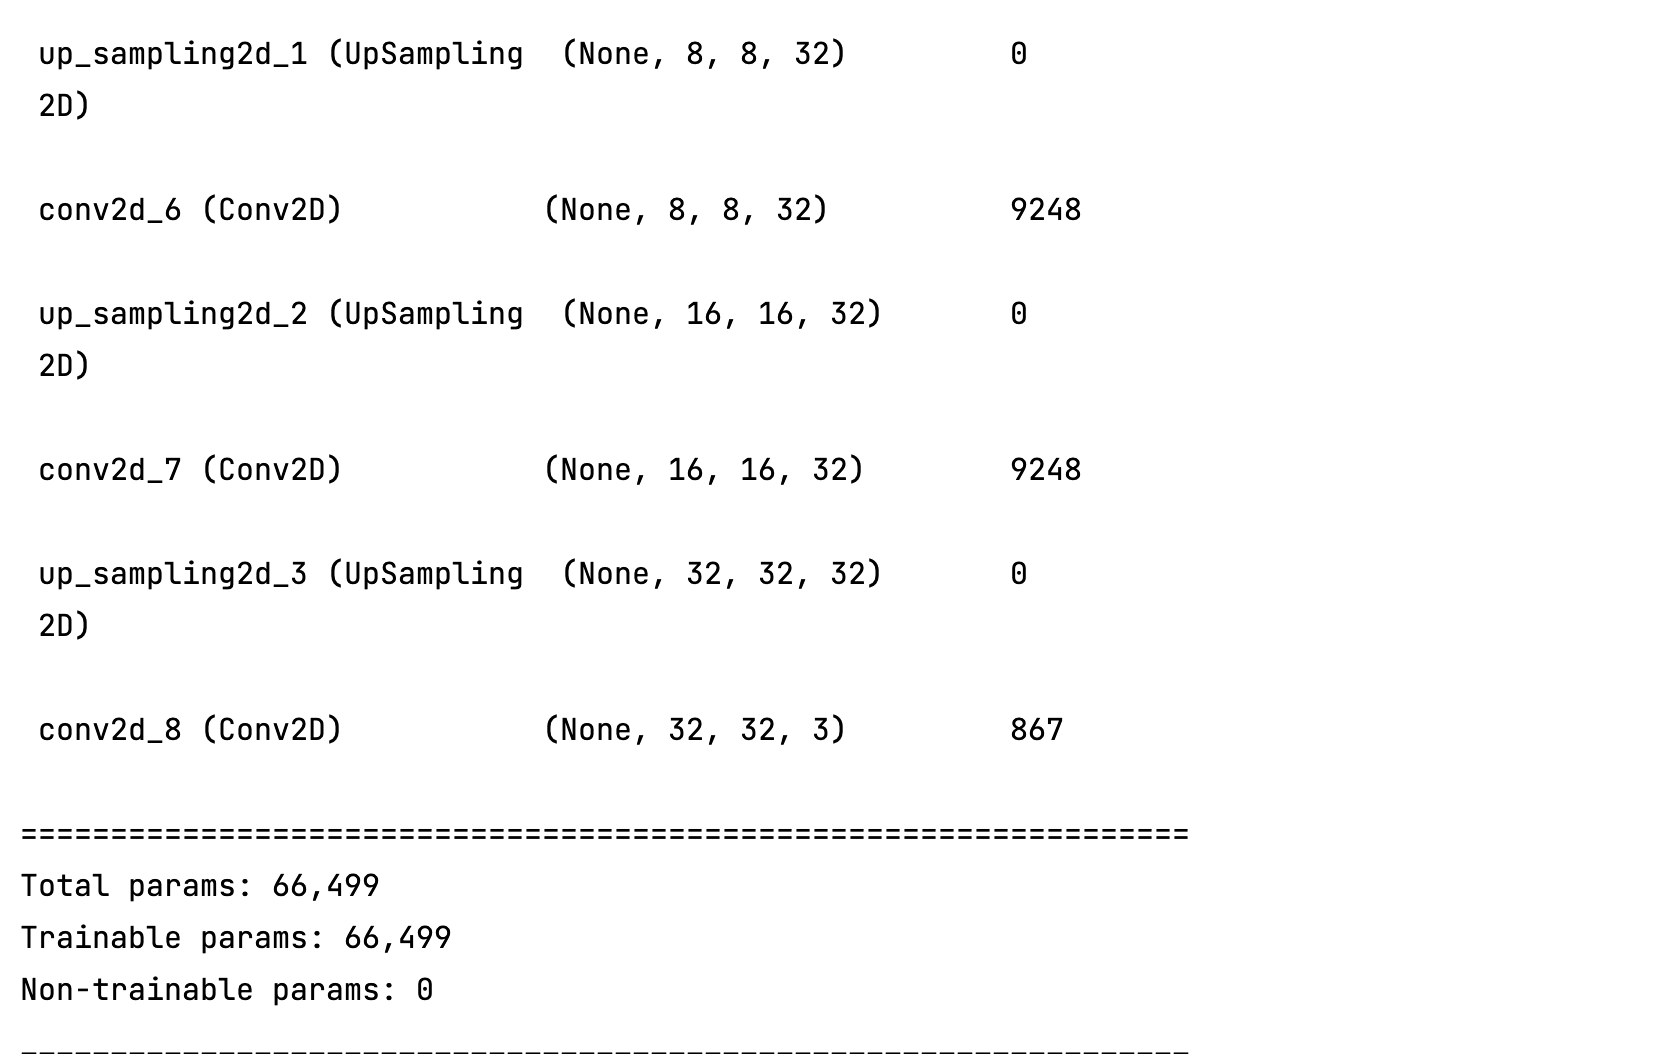 up_sampling2d_1 (UpSampling  (None, 8, 8, 32)         0
2D)
conv2d_6 (Conv2D)           (None, 8, 8, 32)          9248
up_sampling2d_2 (UpSampling  (None, 16, 16, 32)       0
2D)
conv2d_7 (Conv2D)           (None, 16, 16, 32)        9248
up_sampling2d_3 (UpSampling  (None, 32, 32, 32)       0
2D)
conv2d_8 (Conv2D)           (None, 32, 32, 3)         867
=================================================================
Total params: 66,499
Trainable params: 66,499
Non-trainable params: 0
_________________________________________________________________